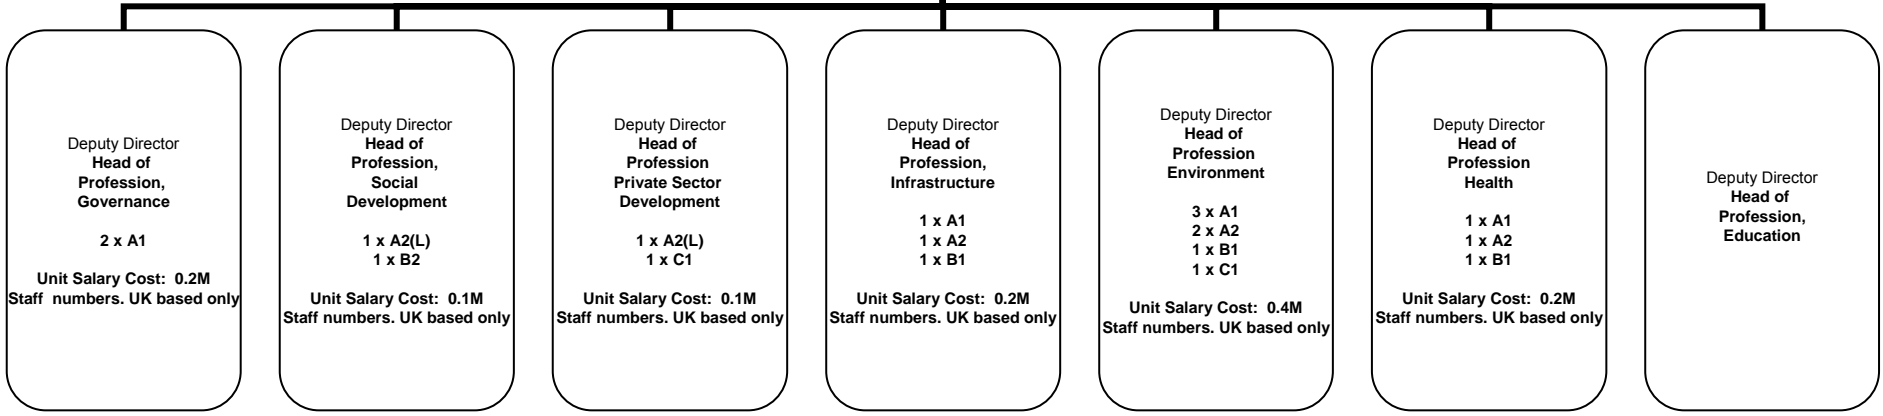 Deputy Director
Head of
Profession,
Governance
2 x A1
Unit Salary Cost:  0.2M
Staff  numbers. UK based only
Deputy Director
Head of
Profession,
Social
Development
1 x A2(L)
1 x B2
Unit Salary Cost:  0.1M
Staff numbers. UK based only
Deputy Director
Head of
Profession
Private Sector
Development
1 x A2(L)
1 x C1
Unit Salary Cost:  0.1M
Staff numbers. UK based only
Deputy Director
Head of
Profession,
Infrastructure
1 x A1
1 x A2
1 x B1
Unit Salary Cost:  0.2M
Staff numbers. UK based only
Deputy Director
Head of
Profession
Environment
3 x A1
2 x A2
1 x B1
1 x C1
Unit Salary Cost:  0.4M
Staff numbers. UK based only
Deputy Director
Head of
Profession
Health
1 x A1
1 x A2
1 x B1
Unit Salary Cost:  0.2M
Staff numbers. UK based only
Deputy Director
Head of
Profession,
Education